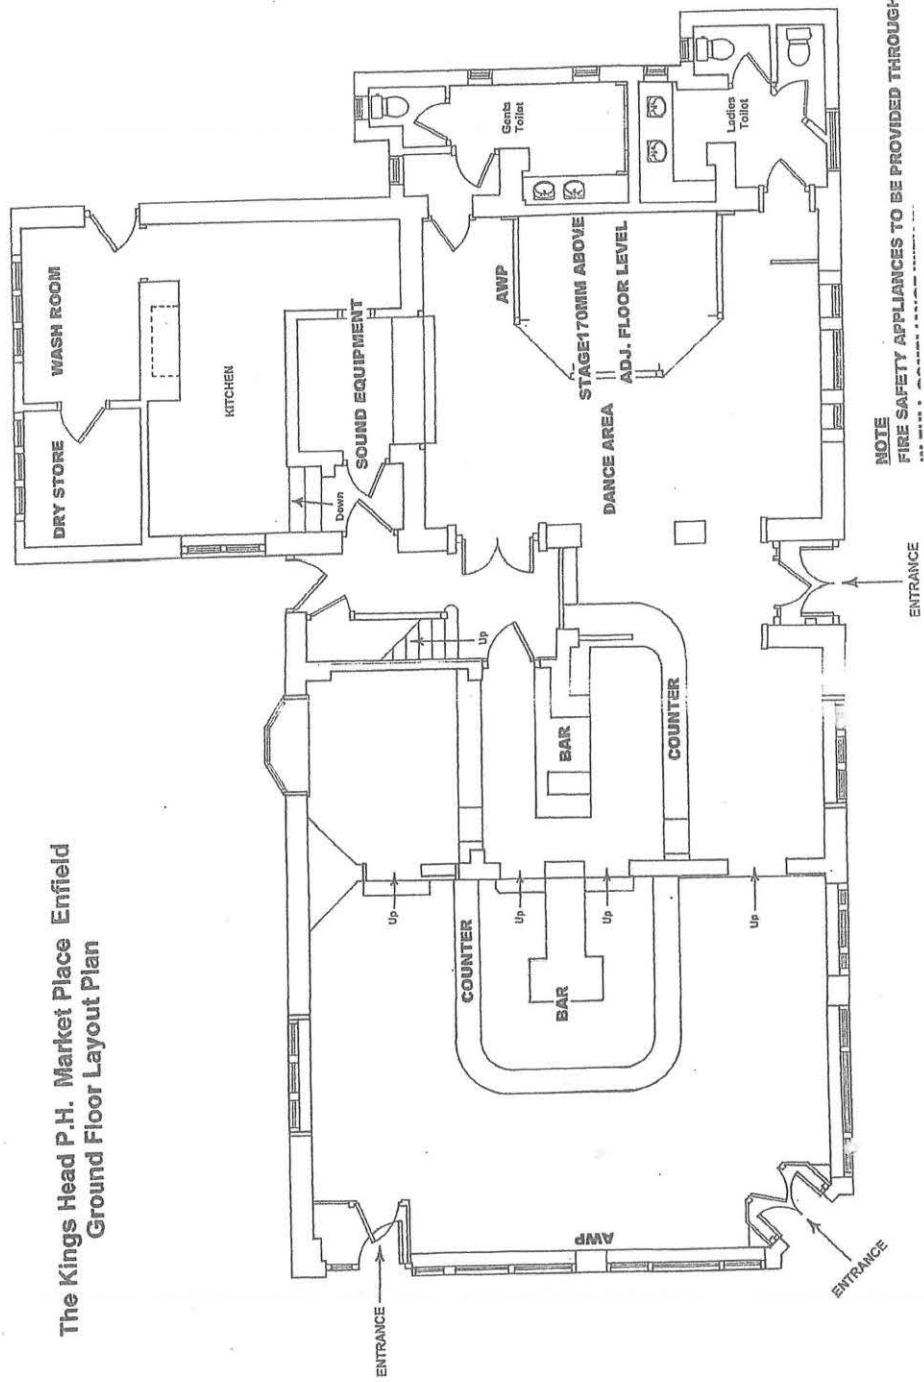 The Kings Head P.H. Market Place Enfield
Ground Floor Layout Plan
DRY STORE
WASH ROOM
KITCHEN
SOUND EQUIPMENT
Down
Up
Up
Up
Up
Up
AWP
Gents
Toilet
Ladies
Toilet
STAGE170MM ABOVE
ADJ. FLOOR LEVEL
DANCE AREA
BAR
COUNTER
COUNTER
BAR
AWP
ENTRANCE
ENTRANCE
ENTRANCE
NOTE
FIRE SAFETY APPLIANCES TO BE PROVIDED THROUGH